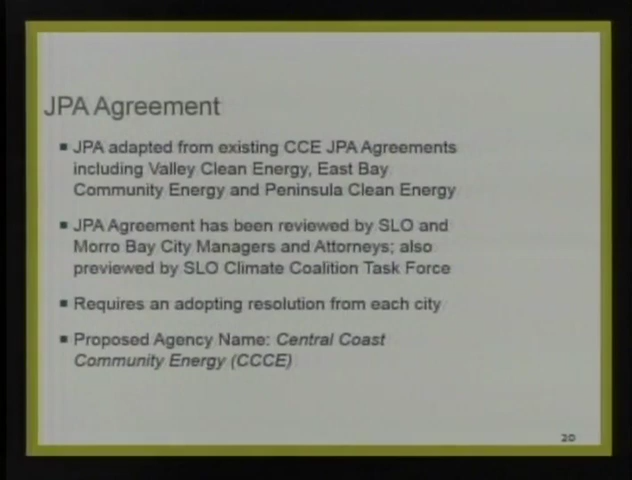 JPA Agreement
▪ JPA adapted from existing CCE JPA Agreements
including Valley Clean Energy, East Bay
Community Energy and Peninsula Clean Energy
▪ JPA Agreement has been reviewed by SLO and
Morro Bay City Managers and Attorneys; also
previewed by SLO Climate Coalition Task Force
▪ Requires an adopting resolution from each city
▪ Proposed Agency Name: Central Coast
Community Energy (CCCE)
20